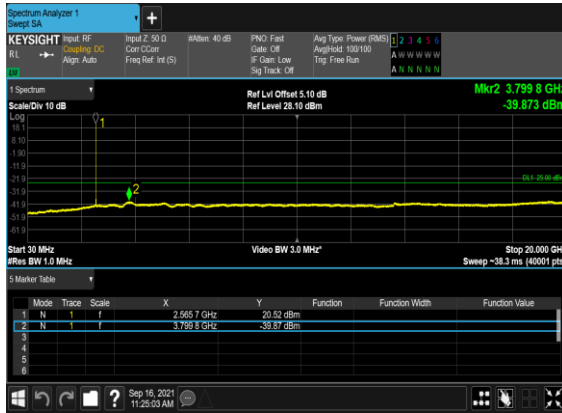 Spectrum Analyzer 1
Swept SA
+
KEYSIGHT Input: RF Input Z: 50 Ω #Atten: 40 dB PNO: Fast Avg Type: Power (RMS) 1 2 3 4 5 6
RL Coupling: DC Corr CCorr Gate: Off Avg|Hold: 100/100 A W W W W W
Align: Auto Freq Ref: Int (S) IF Gain: Low Trig: Free Run
Sig Track: Off A N N N N N
1 Spectrum
Scale/Div 10 dB
Ref Lvl Offset 5.10 dB
Ref Level 28.10 dBm
Mkr2 3.799 8 GHz
-39.873 dBm
Log
18.1
8.10
-1.90
-11.9
-21.9
-31.9
-41.9
-51.9
-61.9
1
2
DL1 -25.00 dBm
Start 30 MHz Video BW 3.0 MHz* Stop 20.000 GHz
#Res BW 1.0 MHz Sweep ~38.3 ms (40001 pts)
5 Marker Table
Mode Trace Scale X Y Function Function Width Function Value
1 N 1 f 2.565 7 GHz 20.52 dBm
2 N 1 f 3.799 8 GHz -39.87 dBm
3
4
5
6
?
Sep 16, 2021
11:25:03 AM